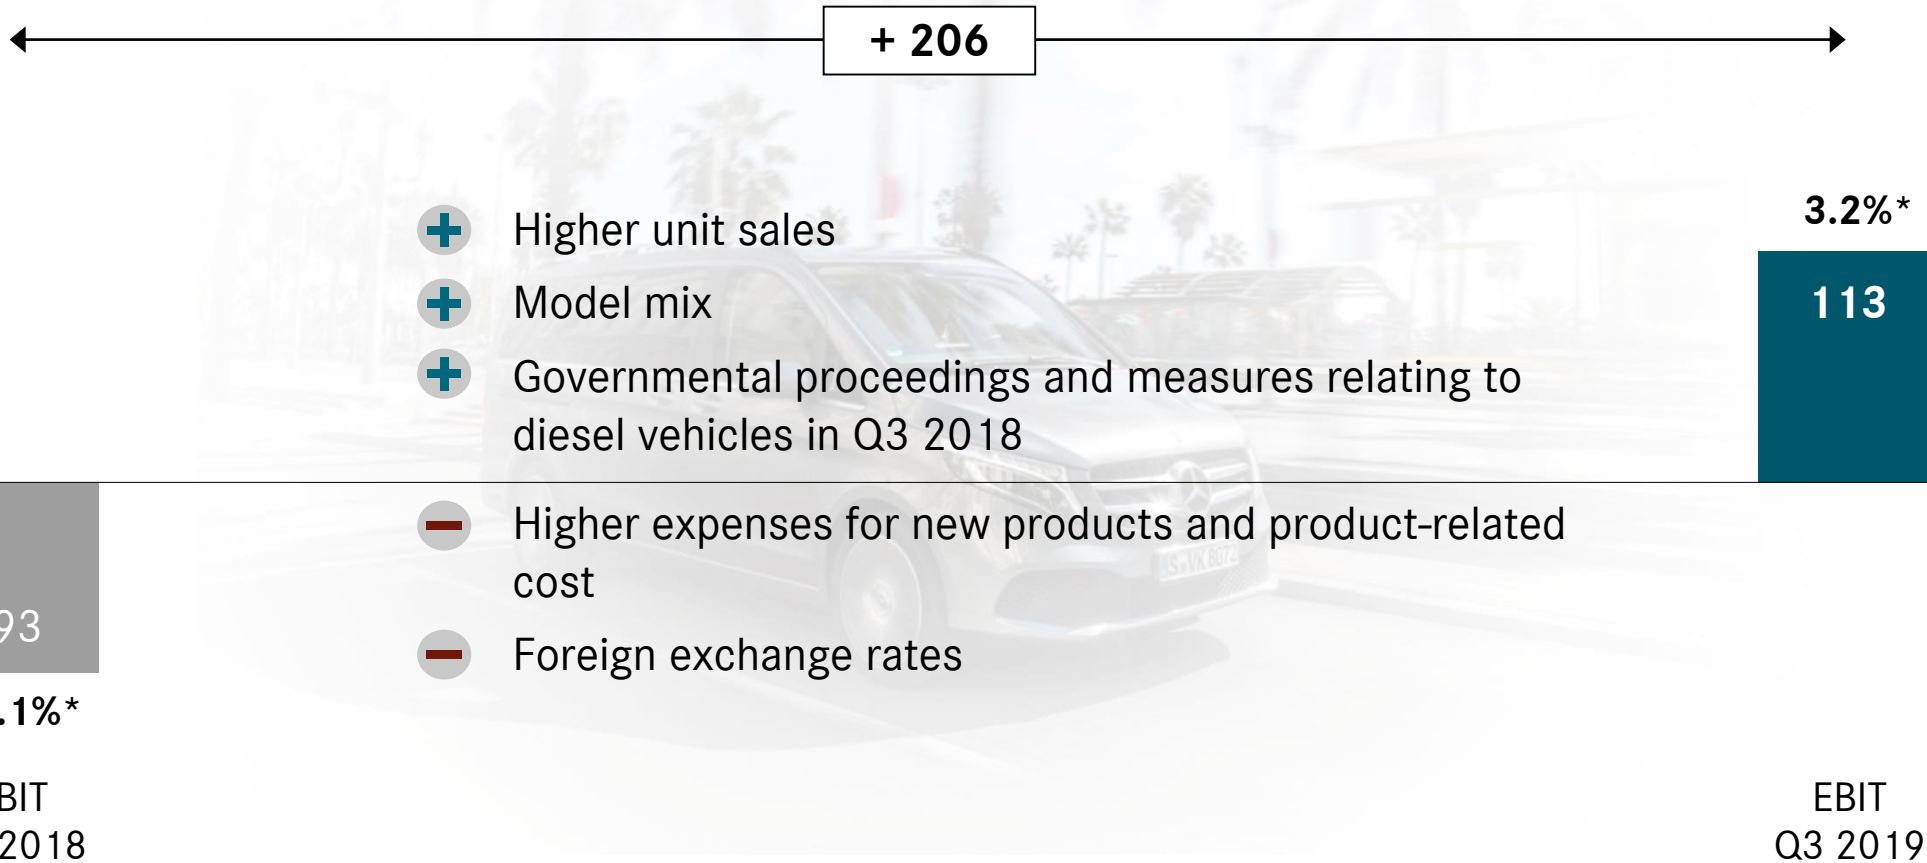 + 206
3.2%*
113
Higher unit sales
Model mix
Governmental proceedings and measures relating to
diesel vehicles in Q3 2018
Higher expenses for new products and product-related
cost
Foreign exchange rates
93
.1%*
BIT
2018
EBIT
Q3 2019